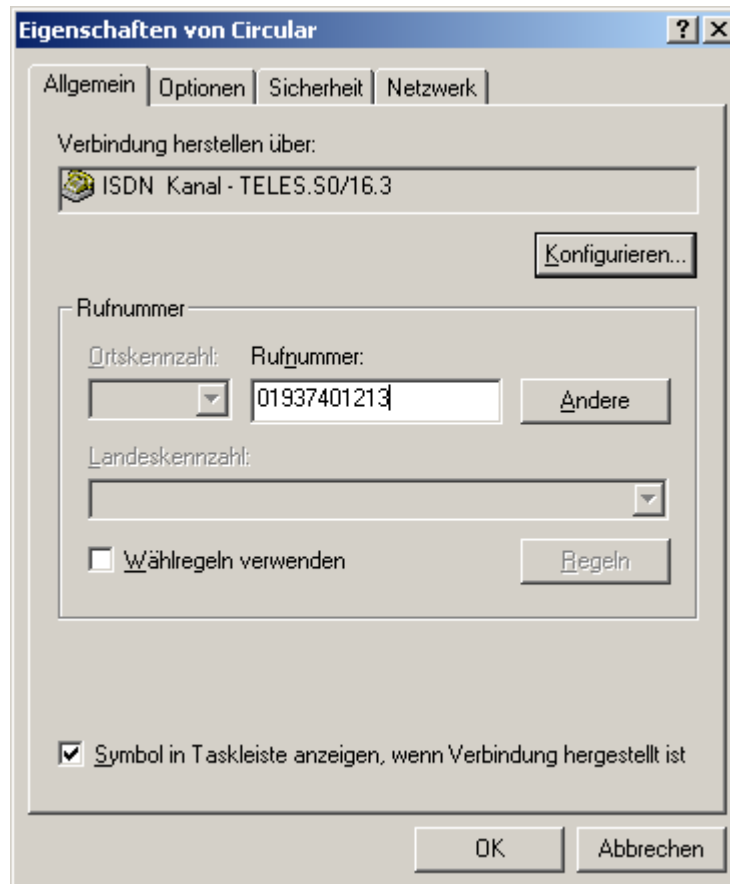 Eigenschaften von Circular
Allgemein Optionen Sicherheit Netzwerk
Verbindung herstellen über:
ISDN Kanal - TELES.S0/16.3
Konfigurieren...
Rufnummer
Ortskennzahl: Rufnummer:
01937401213 Andere
Landeskennzahl:
Wählregeln verwenden Regeln
Symbol in Taskleiste anzeigen, wenn Verbindung hergestellt ist
OK Abbrechen